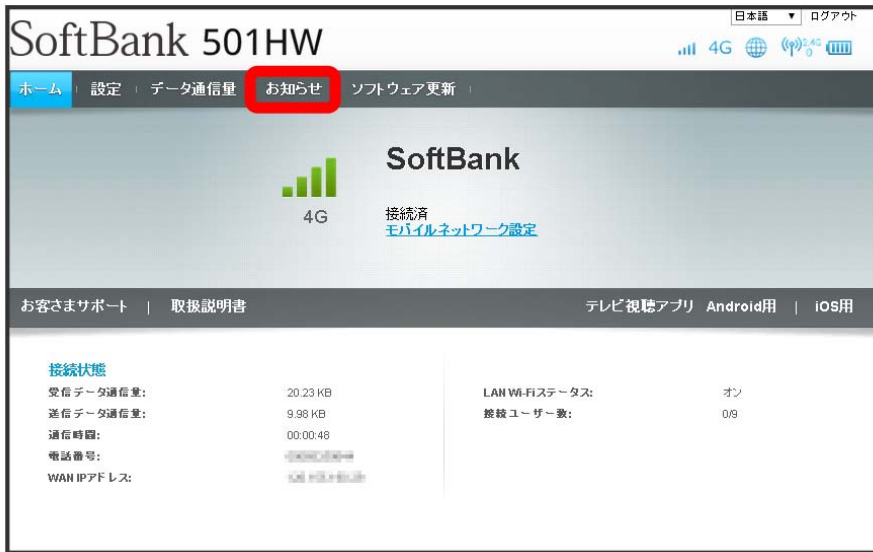 日本語 ▼ ログアウト
SoftBank 501HW
4G 2.4G 0
ホーム 設定 データ通信量 お知らせ ソフトウェア更新
SoftBank
4G
接続済
モバイルネットワーク設定
お客さまサポート | 取扱説明書 テレビ視聴アプリ Android用 | iOS用
接続状態
受信データ通信量: 20.23 KB LAN Wi-Fiステータス: オン
送信データ通信量: 9.98 KB 接続ユーザー数: 0/9
通信時間: 00:00:48
電話番号:
WAN IPアドレス: